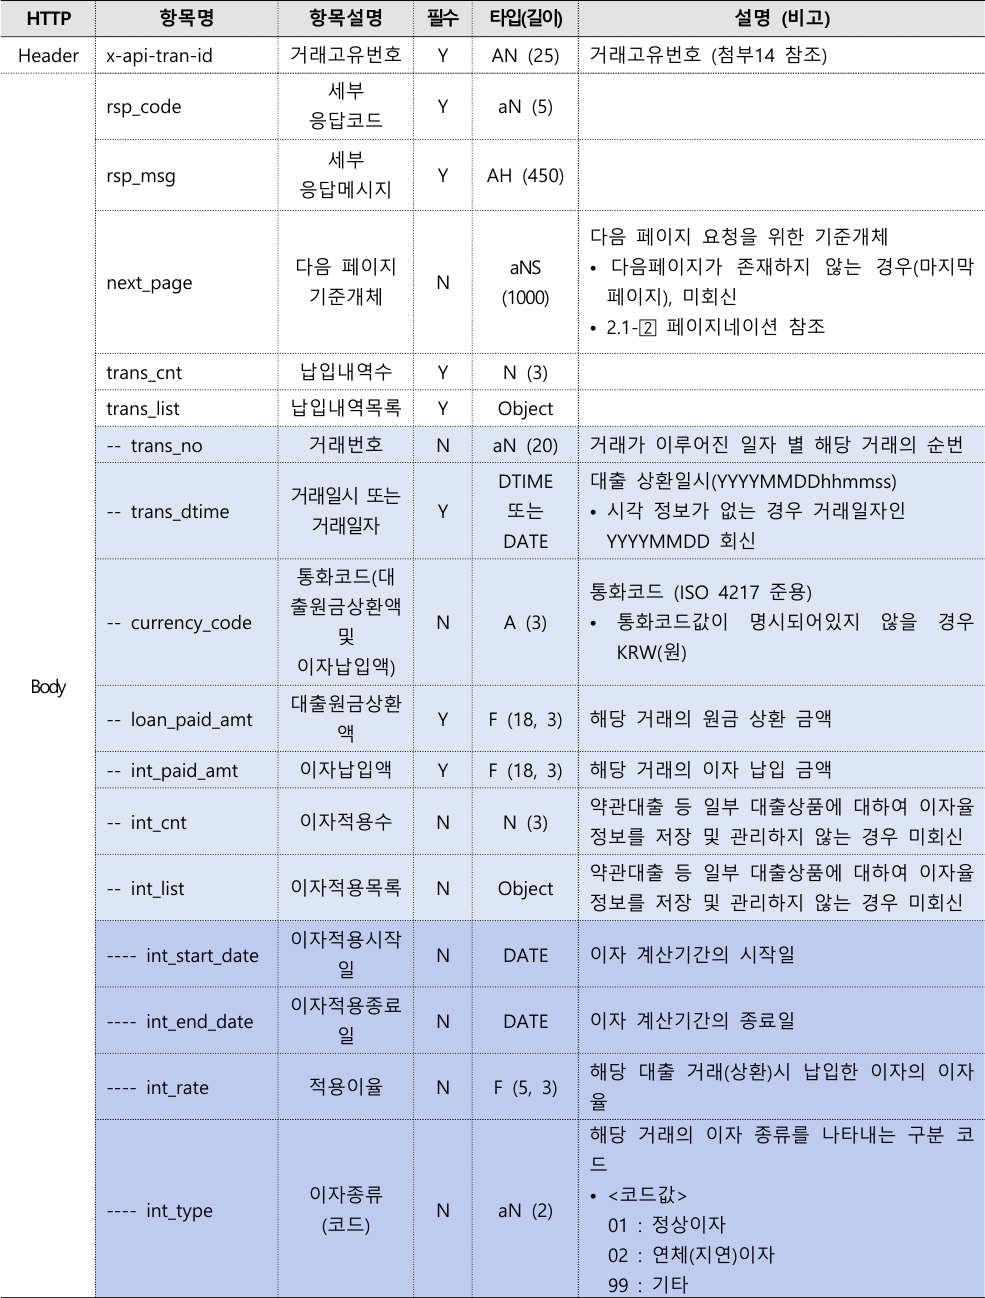 HTTP 항목명 항목설명 필수 타입(길이) 설명 (비고)
Header x-api-tran-id 거래고유번호 Y AN (25) 거래고유번호 (첨부14 참조)
Body
rsp_code 세부
응답코드 Y aN (5)
rsp_msg 세부
응답메시지 Y AH (450)
next_page 다음 페이지
기준개체 N aNS
(1000) 다음 페이지 요청을 위한 기준개체
• 다음페이지가 존재하지 않는 경우(마지막
페이지), 미회신
• 2.1-2 페이지네이션 참조
trans_cnt 납입내역수 Y N (3)
trans_list 납입내역목록 Y Object
-- trans_no 거래번호 N aN (20) 거래가 이루어진 일자 별 해당 거래의 순번
-- trans_dtime 거래일시 또는
거래일자 Y DTIME
또는
DATE 대출 상환일시(YYYYMMDDhhmmss)
• 시각 정보가 없는 경우 거래일자인
YYYYMMDD 회신
-- currency_code 통화코드(대
출원금상환액
및
이자납입액) N A (3) 통화코드 (ISO 4217 준용)
• 통화코드값이 명시되어있지 않을 경우
KRW(원)
-- loan_paid_amt 대출원금상환
액 Y F (18, 3) 해당 거래의 원금 상환 금액
-- int_paid_amt 이자납입액 Y F (18, 3) 해당 거래의 이자 납입 금액
-- int_cnt 이자적용수 N N (3) 약관대출 등 일부 대출상품에 대하여 이자율
정보를 저장 및 관리하지 않는 경우 미회신
-- int_list 이자적용목록 N Object 약관대출 등 일부 대출상품에 대하여 이자율
정보를 저장 및 관리하지 않는 경우 미회신
---- int_start_date 이자적용시작
일 N DATE 이자 계산기간의 시작일
---- int_end_date 이자적용종료
일 N DATE 이자 계산기간의 종료일
---- int_rate 적용이율 N F (5, 3) 해당 대출 거래(상환)시 납입한 이자의 이자
율
---- int_type 이자종류
(코드) N aN (2) 해당 거래의 이자 종류를 나타내는 구분 코
드
• <코드값>
01 : 정상이자
02 : 연체(지연)이자
99 : 기타